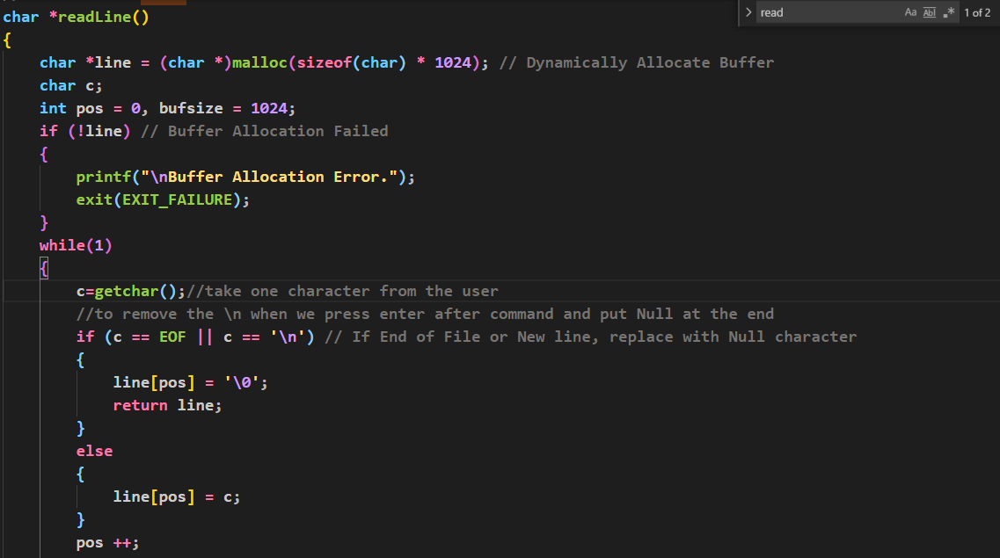 read Aa Abl .* 1 of 2
char *readLine()
{
    char *line = (char *)malloc(sizeof(char) * 1024); // Dynamically Allocate Buffer
    char c;
    int pos = 0, bufsize = 1024;
    if (!line) // Buffer Allocation Failed
    {
        printf("\nBuffer Allocation Error.");
        exit(EXIT_FAILURE);
    }
    while(1)
    {
        c=getchar();//take one character from the user
        //to remove the \n when we press enter after command and put Null at the end
        if (c == EOF || c == '\n') // If End of File or New line, replace with Null character
        {
            line[pos] = '\0';
            return line;
        }
        else
        {
            line[pos] = c;
        }
        pos ++;